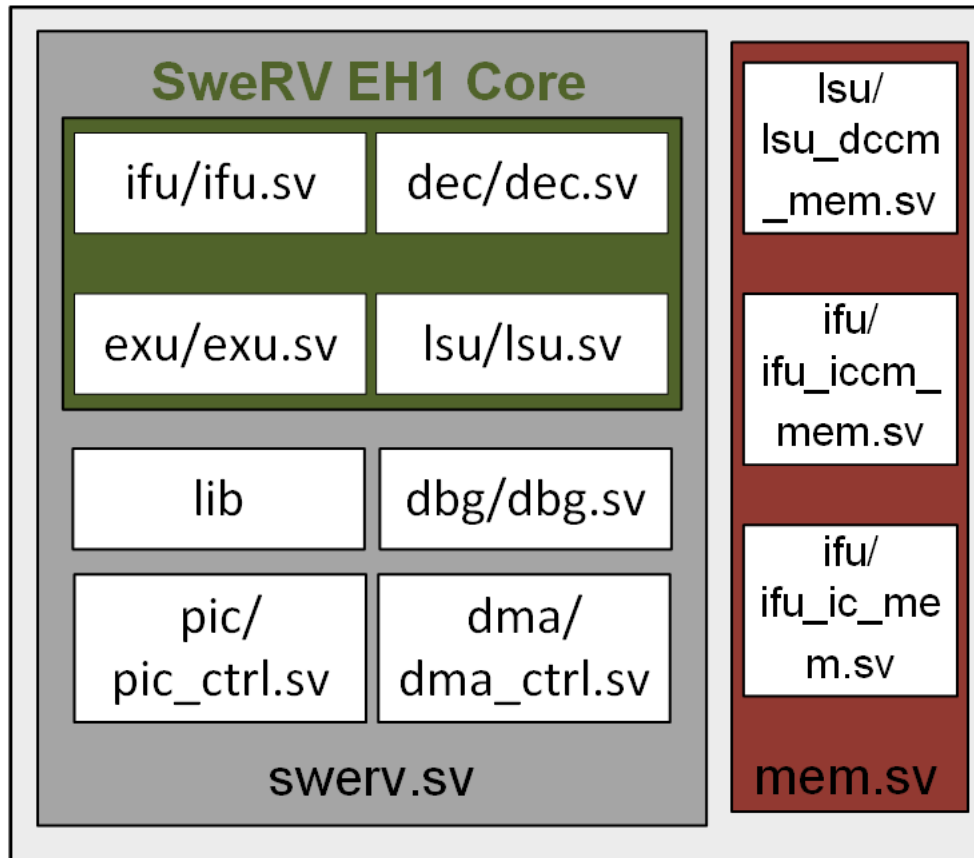 SweRV EH1 Core
ifu/ifu.sv
dec/dec.sv
exu/exu.sv
lsu/lsu.sv
lib
dbg/dbg.sv
pic/
pic_ctrl.sv
dma/
dma_ctrl.sv
swerv.sv
lsu/
lsu_dccm
_mem.sv
ifu/
ifu_iccm_
mem.sv
ifu/
ifu_ic_me
m.sv
mem.sv